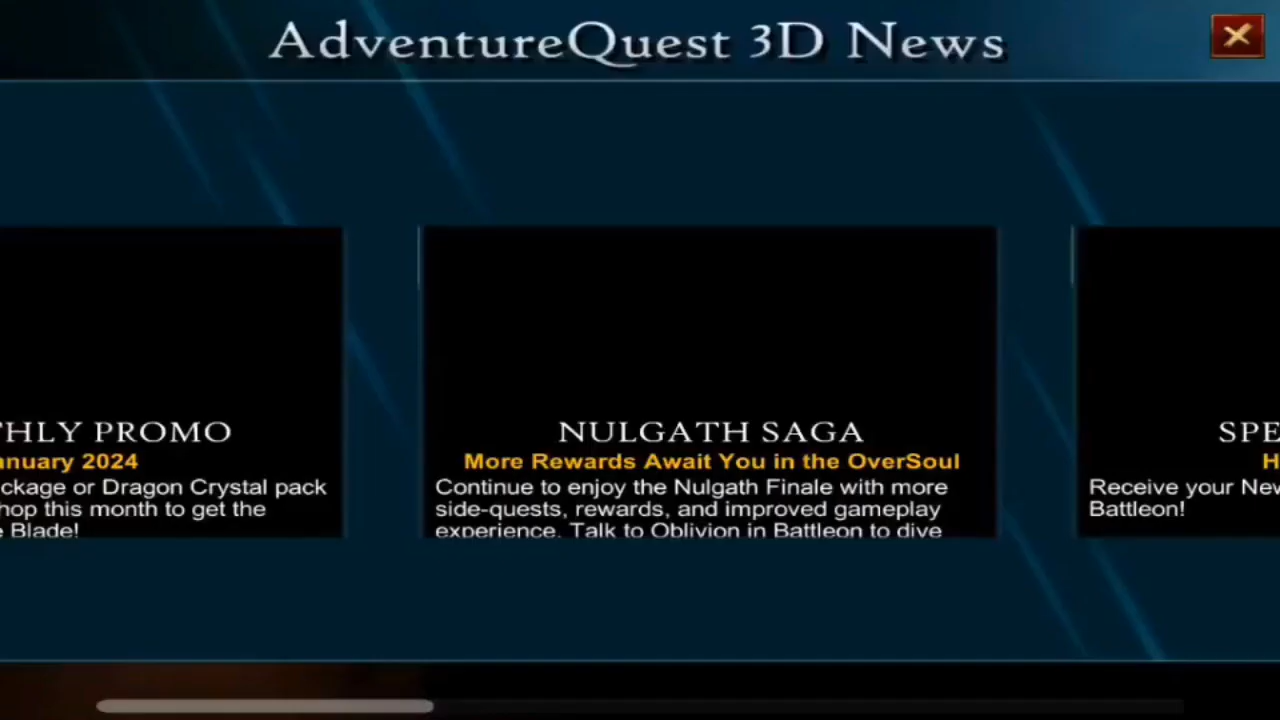 AdventureQuest 3D News
THLY PROMO
anuary 2024
ckage or Dragon Crystal pack
hop this month to get the
e Blade!
NULGATH SAGA
More Rewards Await You in the OverSoul
Continue to enjoy the Nulgath Finale with more
side-quests, rewards, and improved gameplay
experience. Talk to Oblivion in Battleon to dive
SPE
H
Receive your New
Battleon!